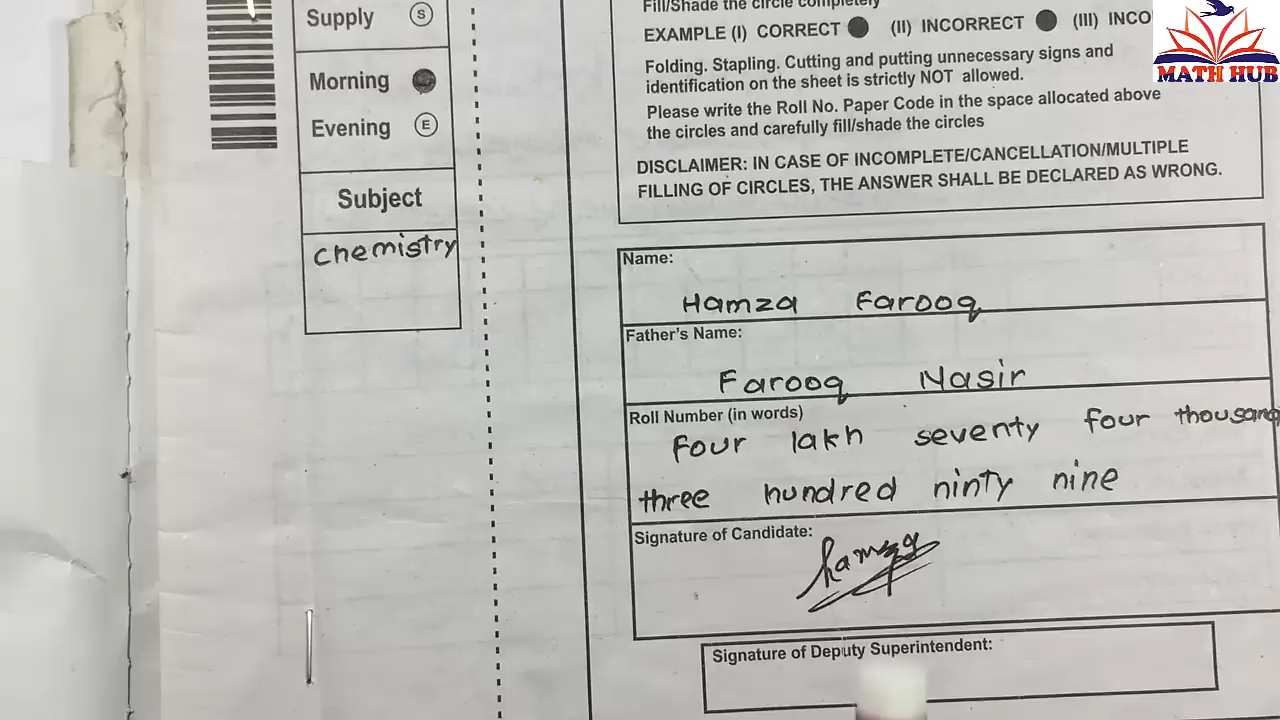 Supply S
Morning
Evening E
Subject
chemistry
Fill/Shade the circle completely
EXAMPLE (I) CORRECT (II) INCORRECT (III) INCO
Folding. Stapling. Cutting and putting unnecessary signs and
identification on the sheet is strictly NOT allowed.
Please write the Roll No. Paper Code in the space allocated above
the circles and carefully fill/shade the circles
DISCLAIMER: IN CASE OF INCOMPLETE/CANCELLATION/MULTIPLE
FILLING OF CIRCLES, THE ANSWER SHALL BE DECLARED AS WRONG.
Name:
Hamza Farooq
Father's Name:
Farooq Nasir
Roll Number (in words)
four lakh seventy four thousand
three hundred ninty nine
Signature of Candidate:
hamza
Signature of Deputy Superintendent:
MATH HUB